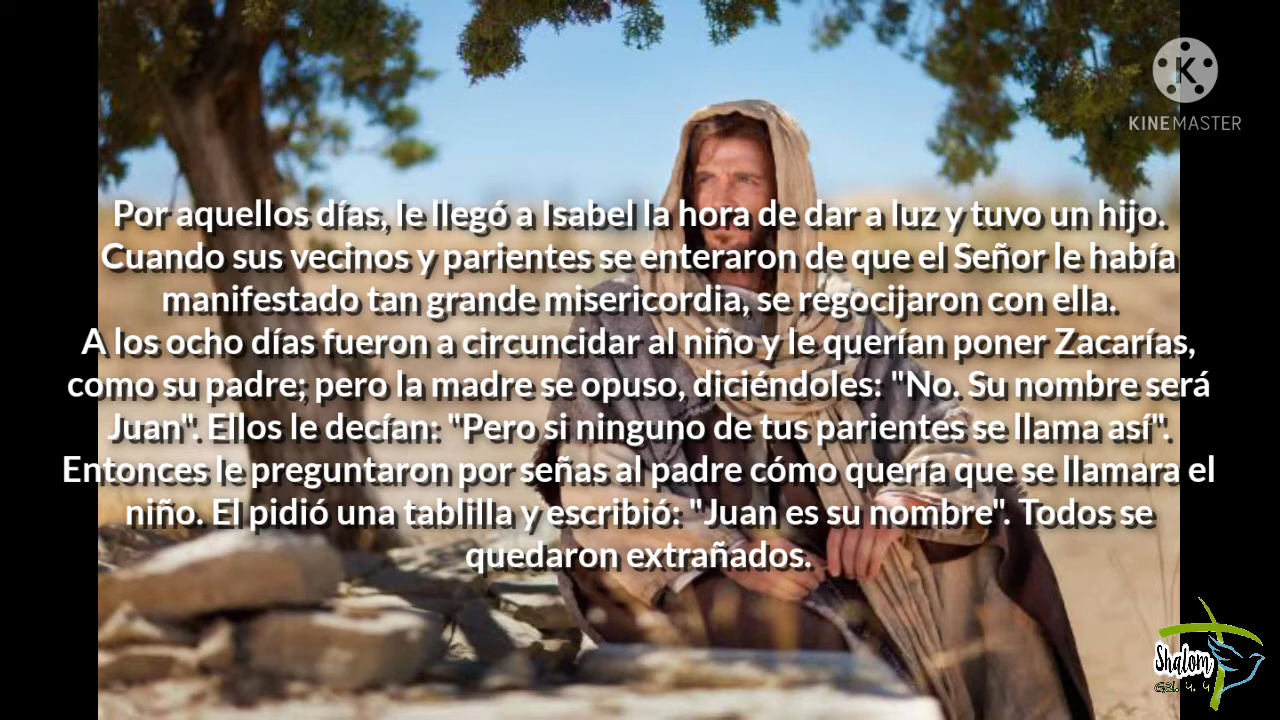 KINEMASTER
Por aquellos días, le llegó a Isabel la hora de dar a luz y tuvo un hijo.
Cuando sus vecinos y parientes se enteraron de que el Señor le había
manifestado tan grande misericordia, se regocijaron con ella.
A los ocho días fueron a circuncidar al niño y le querían poner Zacarías,
como su padre; pero la madre se opuso, diciéndoles: "No. Su nombre será
Juan". Ellos le decían: "Pero si ninguno de tus parientes se llama así".
Entonces le preguntaron por señas al padre cómo quería que se llamara el
niño. El pidió una tablilla y escribió: "Juan es su nombre". Todos se
quedaron extrañados.
Shalom